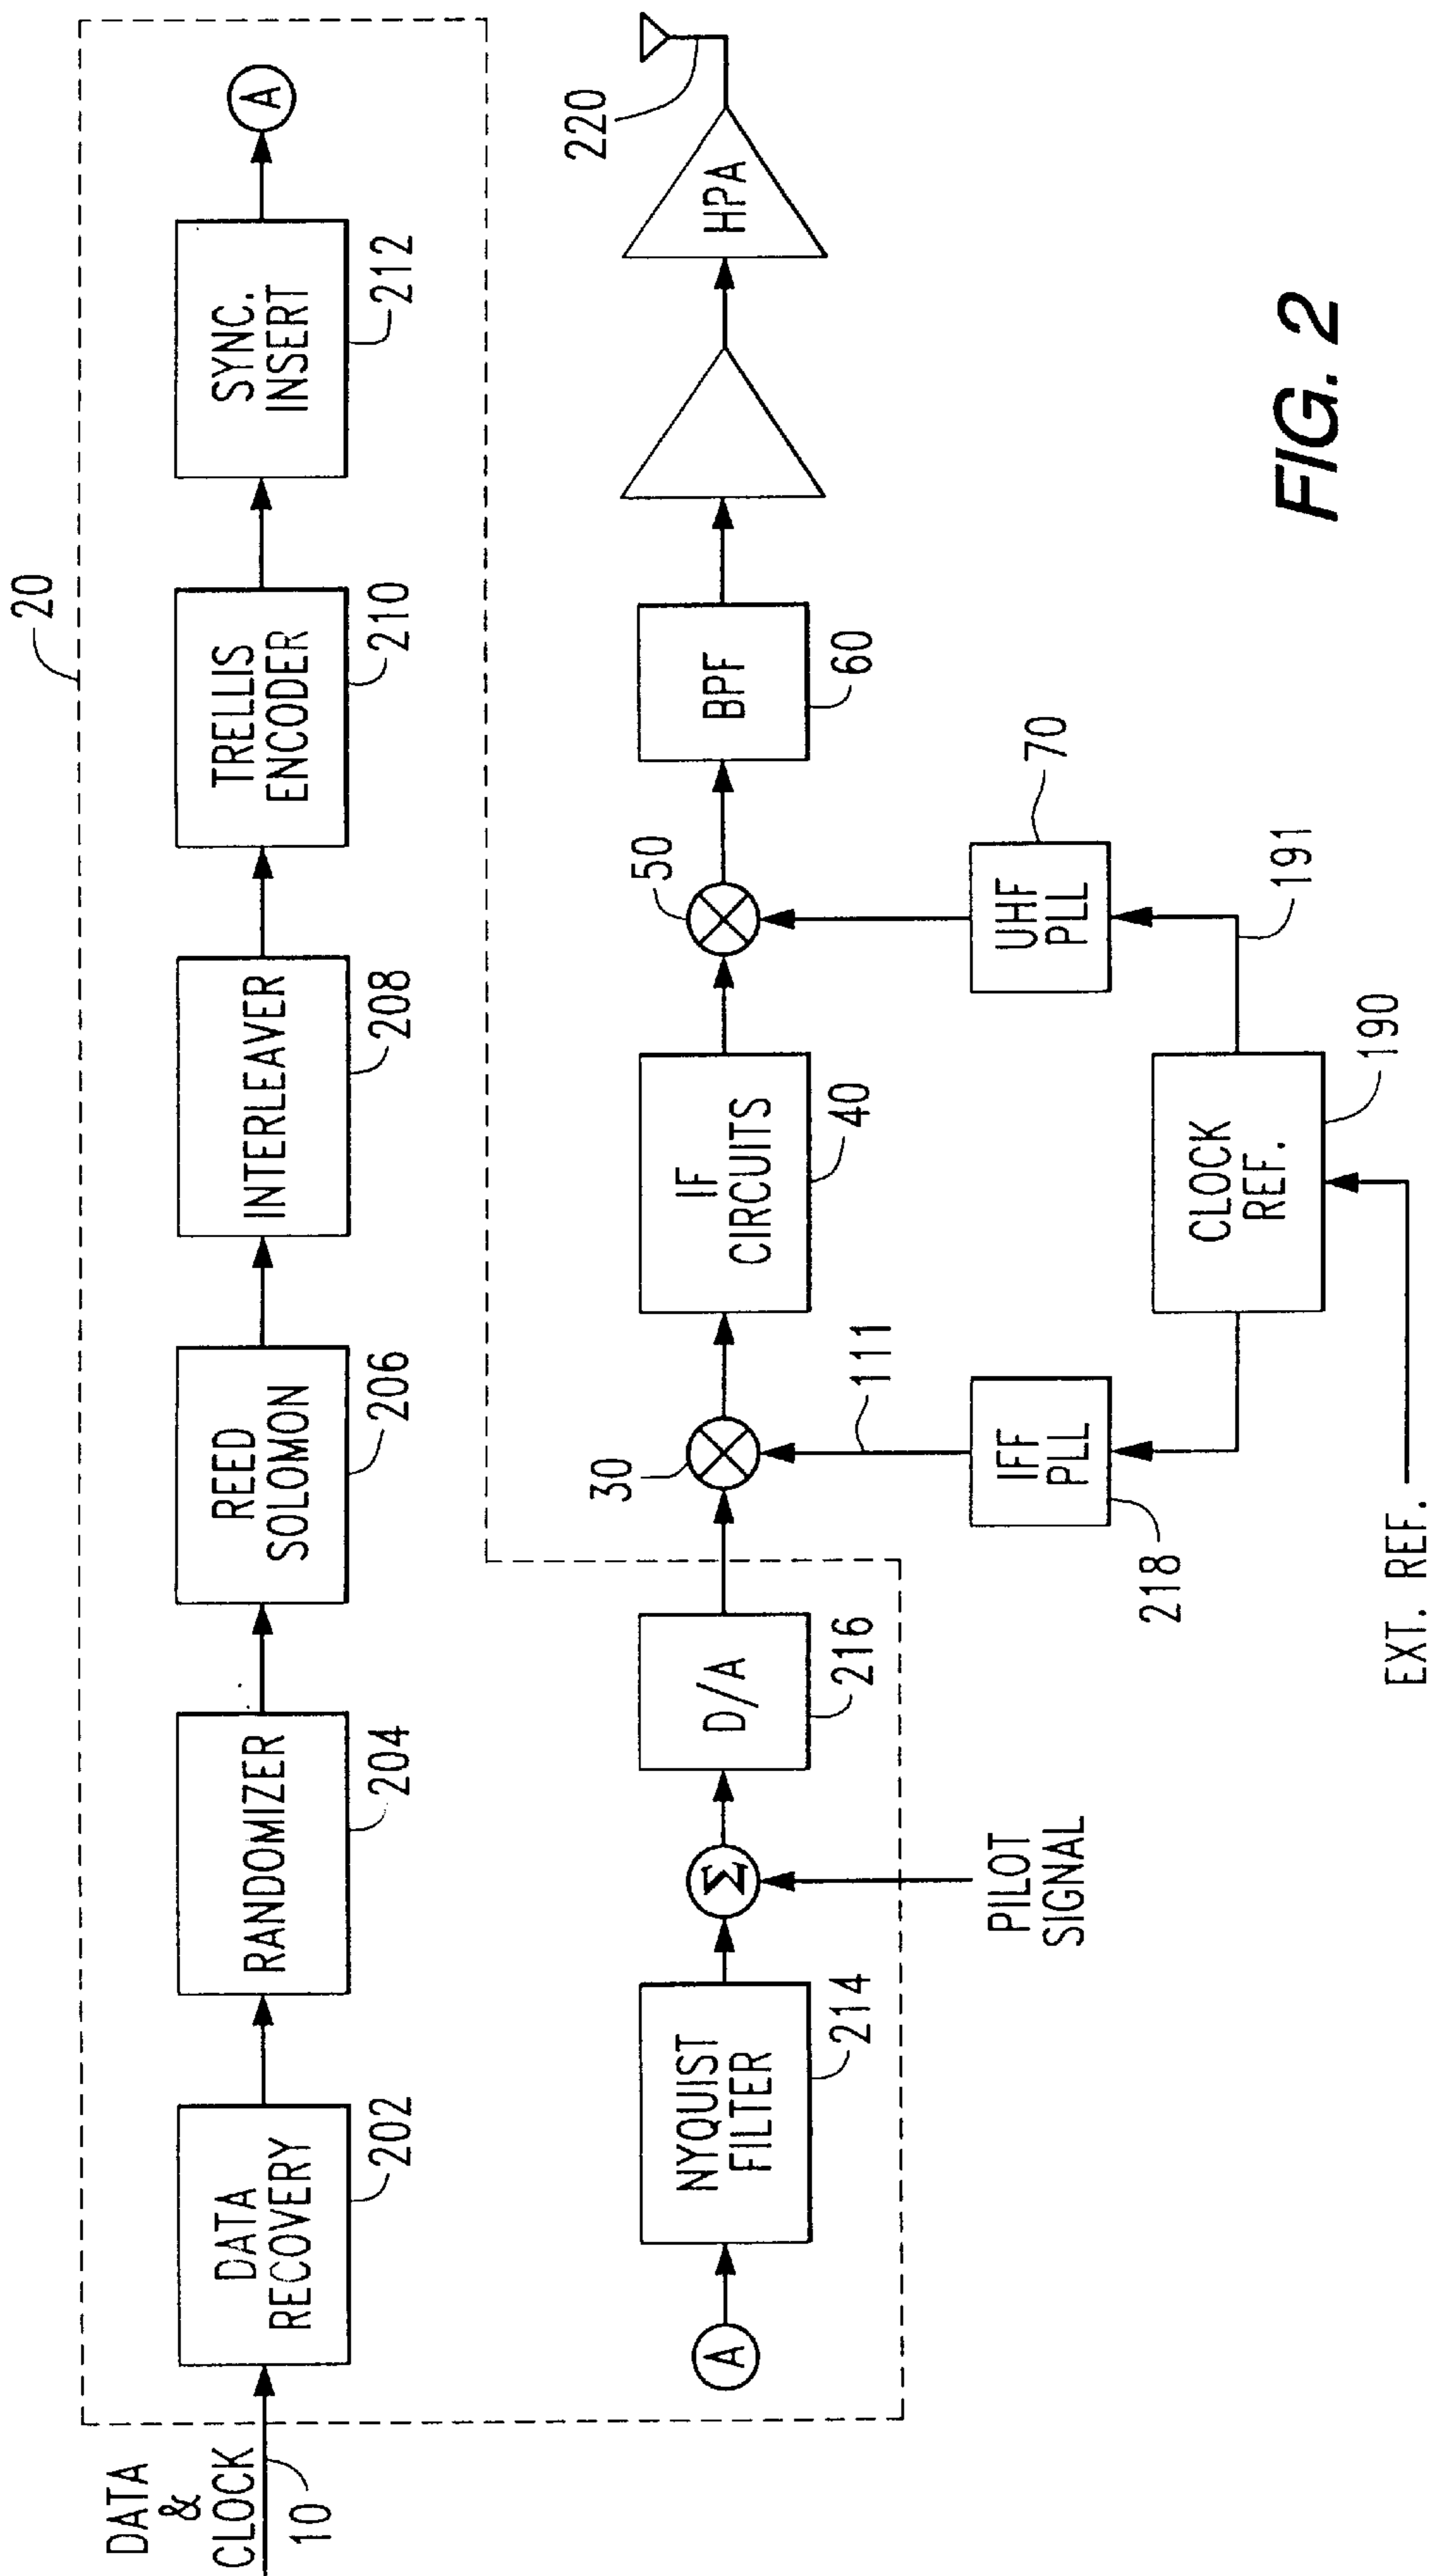 DATA
&
CLOCK
10
20
DATA
RECOVERY
202
RANDOMIZER
204
REED
SOLOMON
206
INTERLEAVER
208
TRELLIS
ENCODER
210
SYNC.
INSERT
212
A
A
NYQUIST
FILTER
214
Σ
PILOT
SIGNAL
D/A
216
30
111
IFF
PLL
218
IF
CIRCUITS
40
50
UHF
PLL
70
191
CLOCK
REF.
190
EXT. REF.
BPF
60
HPA
220
FIG. 2